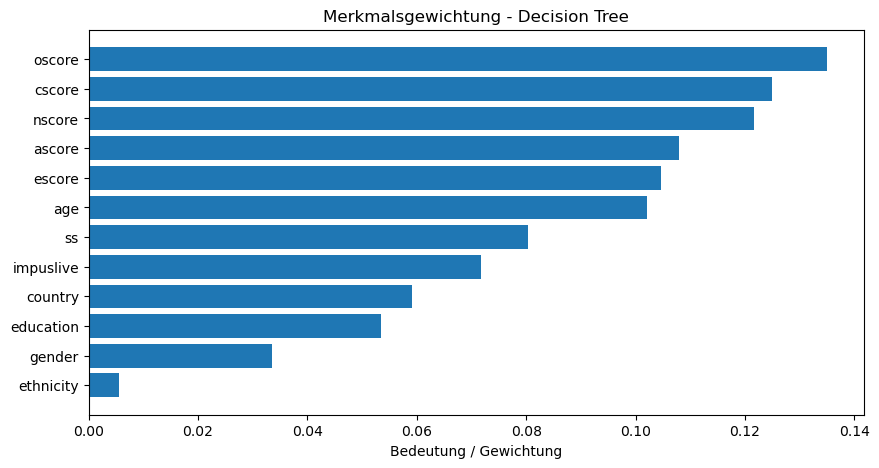 Merkmalsgewichtung - Decision Tree
oscore
cscore
nscore
ascore
escore
age
ss
impuslive
country
education
gender
ethnicity
0.00 0.02 0.04 0.06 0.08 0.10 0.12 0.14
Bedeutung / Gewichtung